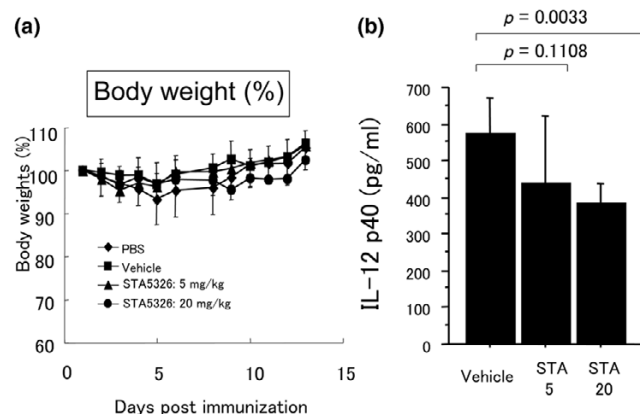 (a)
Body weight (%)
Body weights (%)
110
100
90
80
60
PBS
Vehicle
STA5326: 5 mg/kg
STA5326: 20 mg/kg
0
5
10
15
Days post immunization
(b)
p = 0.0033
p = 0.1108
IL-12 p40 (pg/ml)
700
600
500
400
300
400
200
100
0
Vehicle
STA
5
STA
20